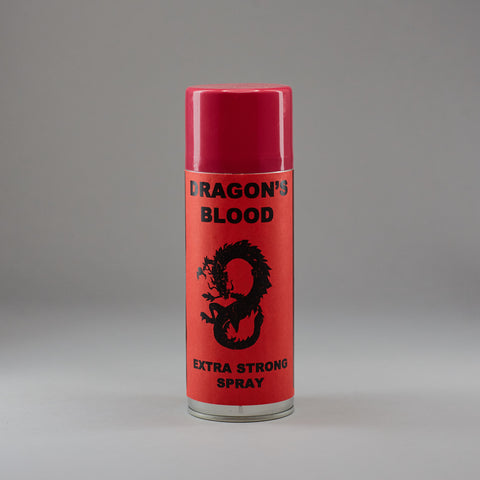 DRAGON'S
BLOOD
EXTRA STRONG
SPRAY